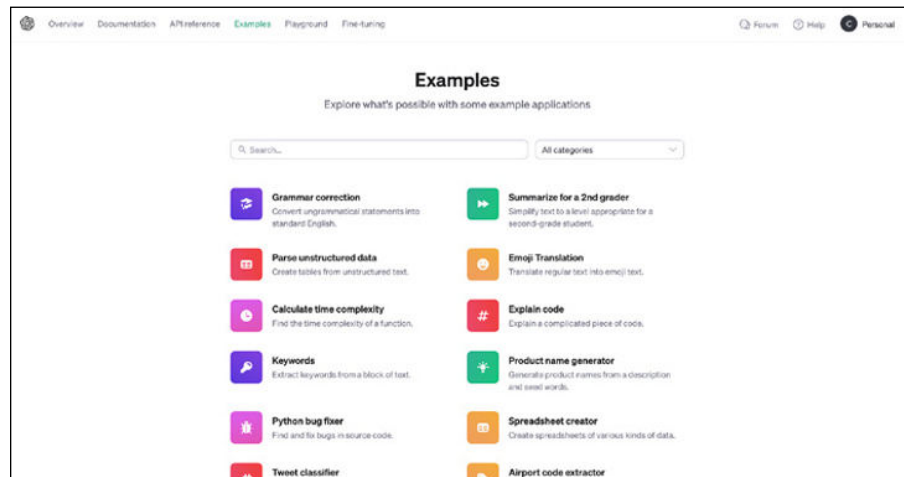 Overview Documentation API reference Examples Playground Fine-tuning Forum Help C Personal
Examples
Explore what's possible with some example applications
Search... All categories
Grammar correction
Convert ungrammatical statements into
standard English.
Summarize for a 2nd grader
Simplify text to a level appropriate for a
second-grade student.
Parse unstructured data
Create tables from unstructured text.
Emoji Translation
Translate regular text into emoji text.
Calculate time complexity
Find the time complexity of a function.
Explain code
Explain a complicated piece of code.
Keywords
Extract keywords from a block of text.
Product name generator
Generate product names from a description
and seed words.
Python bug fixer
Find and fix bugs in source code.
Spreadsheet creator
Create spreadsheets of various kinds of data.
Tweet classifier
Airport code extractor